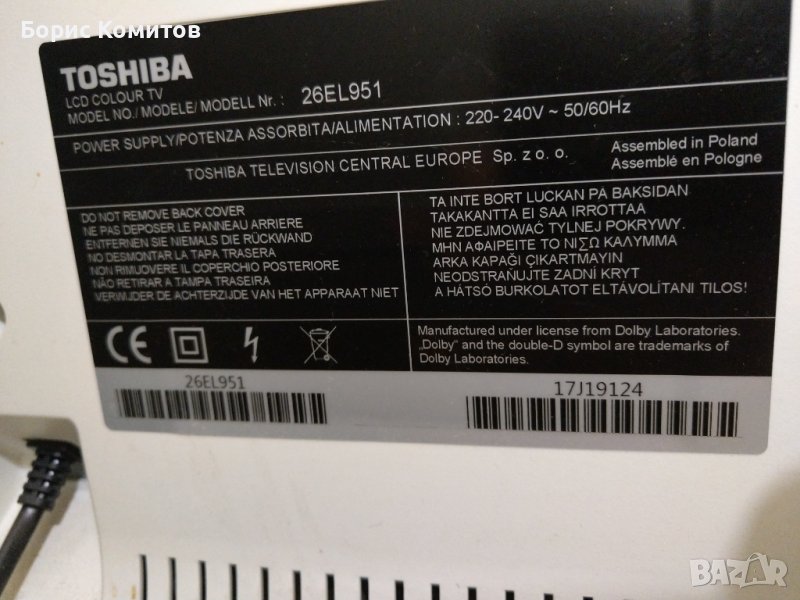 Борис Комитов
TOSHIBA
LCD COLOUR TV
MODEL NO./ MODELE/ MODELL Nr. : 26EL951
POWER SUPPLY/POTENZA ASSORBITA/ALIMENTATION : 220- 240V ~ 50/60Hz
TOSHIBA TELEVISION CENTRAL EUROPE Sp. z o. o.
Assembled in Poland
Assemblé en Pologne
DO NOT REMOVE BACK COVER
NE PAS DEPOSER LE PANNEAU ARRIERE
ENTFERNEN SIE NIEMALS DIE RÜCKWAND
NO DESMONTAR LA TAPA TRASERA
NON RIMUOVERE IL COPERCHIO POSTERIORE
NÃO RETIRAR A TAMPA TRASEIRA
VERWIJDER DE ACHTERZIJDE VAN HET APPARAAT NIET
TA INTE BORT LUCKAN PA BAKSIDAN
TAKAKANTTA EI SAA IRROTTAA
NIE ZDEJMOWAĆ TYLNEJ POKRYWY.
ΜΗΝ ΑΦΑΙΡΕΙΤΕ ΤΟ ΝΙΣΩ ΚΑΛΥΜΜΑ
ARKA KAPAĞI ÇIKARTMAYIN
NEODSTRAŇUJTE ZADNÍ KRYT
A HÁTSÓ BURKOLATOT ELTÁVOLÍTANI TILOS!
CE
Manufactured under license from Dolby Laboratories.
„Dolby" and the double-D symbol are trademarks of
Dolby Laboratories.
26EL951
17J19124
BAZAR